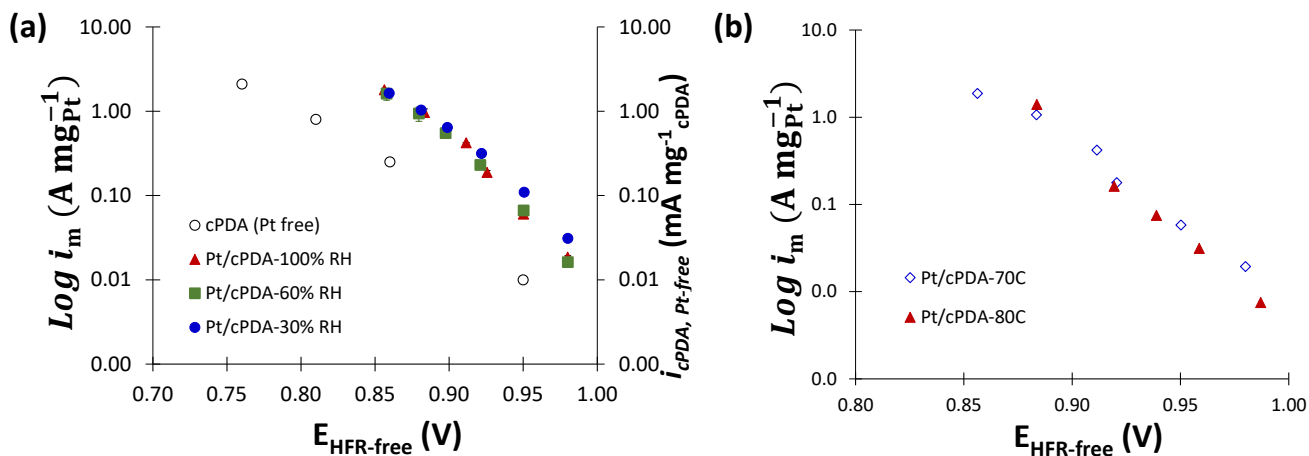 (a)
10.00
1.00
0.10
0.01
0.00
Log i_m (A mg_Pt^−1)
0.70
0.75
0.80
0.85
0.90
0.95
1.00
E_HFR-free (V)
10.00
1.00
0.10
0.01
0.00
i_cPDA, Pt-free (mA mg^-1 cPDA)
cPDA (Pt free)
Pt/cPDA-100% RH
Pt/cPDA-60% RH
Pt/cPDA-30% RH
(b)
10.0
1.0
0.1
0.0
0.0
Log i_m (A mg_Pt^−1)
0.80
0.85
0.90
0.95
1.00
E_HFR-free (V)
Pt/cPDA-70C
Pt/cPDA-80C